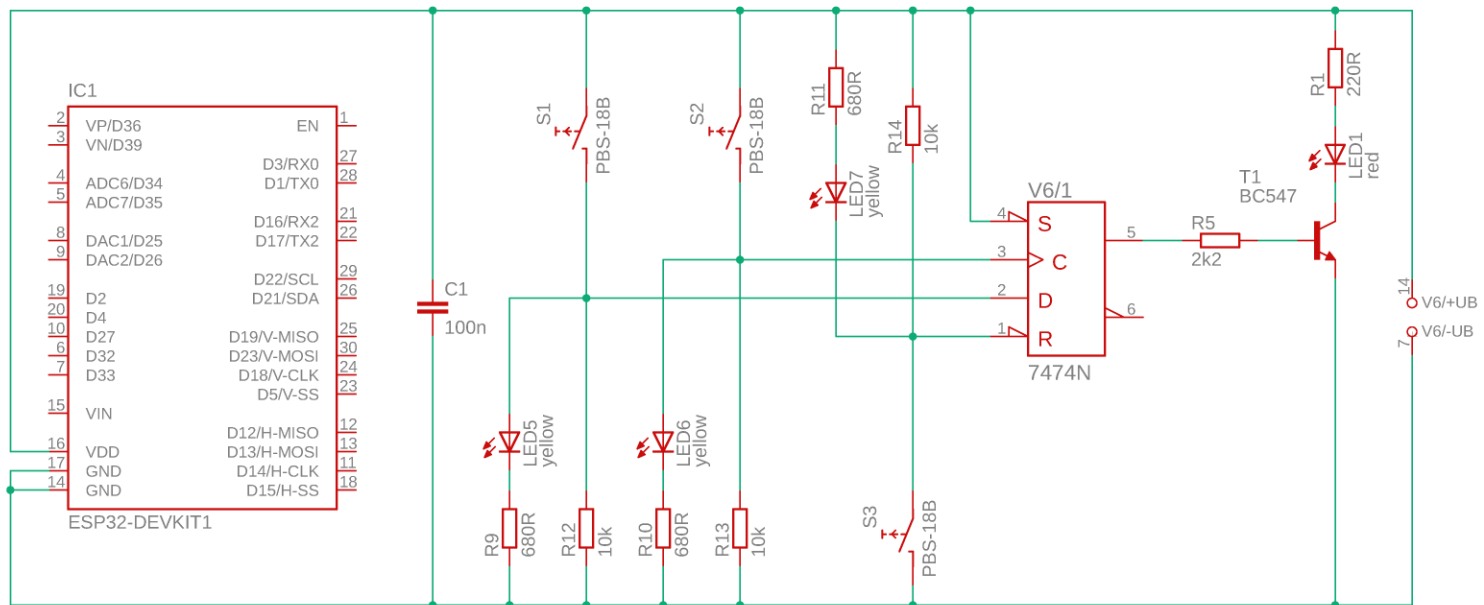 IC1
2 VP/D36
3 VN/D39
4 ADC6/D34
5 ADC7/D35
8 DAC1/D25
9 DAC2/D26
19 D2
20 D4
10 D27
6 D32
7 D33
15 VIN
16 VDD
17 GND
14 GND
EN 1
D3/RX0 27
D1/TX0 28
D16/RX2 21
D17/TX2 22
D22/SCL 29
D21/SDA 26
D19/V-MISO 25
D23/V-MOSI 30
D18/V-CLK 24
D5/V-SS 23
D12/H-MISO 12
D13/H-MOSI 13
D14/H-CLK 11
D15/H-SS 18
ESP32-DEVKIT1
C1
100n
S1
PBS-18B
S2
PBS-18B
R11
680R
LED7
yellow
R14
10k
LED5
yellow
R9
680R
R12
10k
LED6
yellow
R10
680R
R13
10k
S3
PBS-18B
V6/1
4 S
3 C
2 D
1 R
5
6
7474N
R5
2k2
T1
BC547
R1
220R
LED1
red
14
V6/+UB
V6/-UB
7